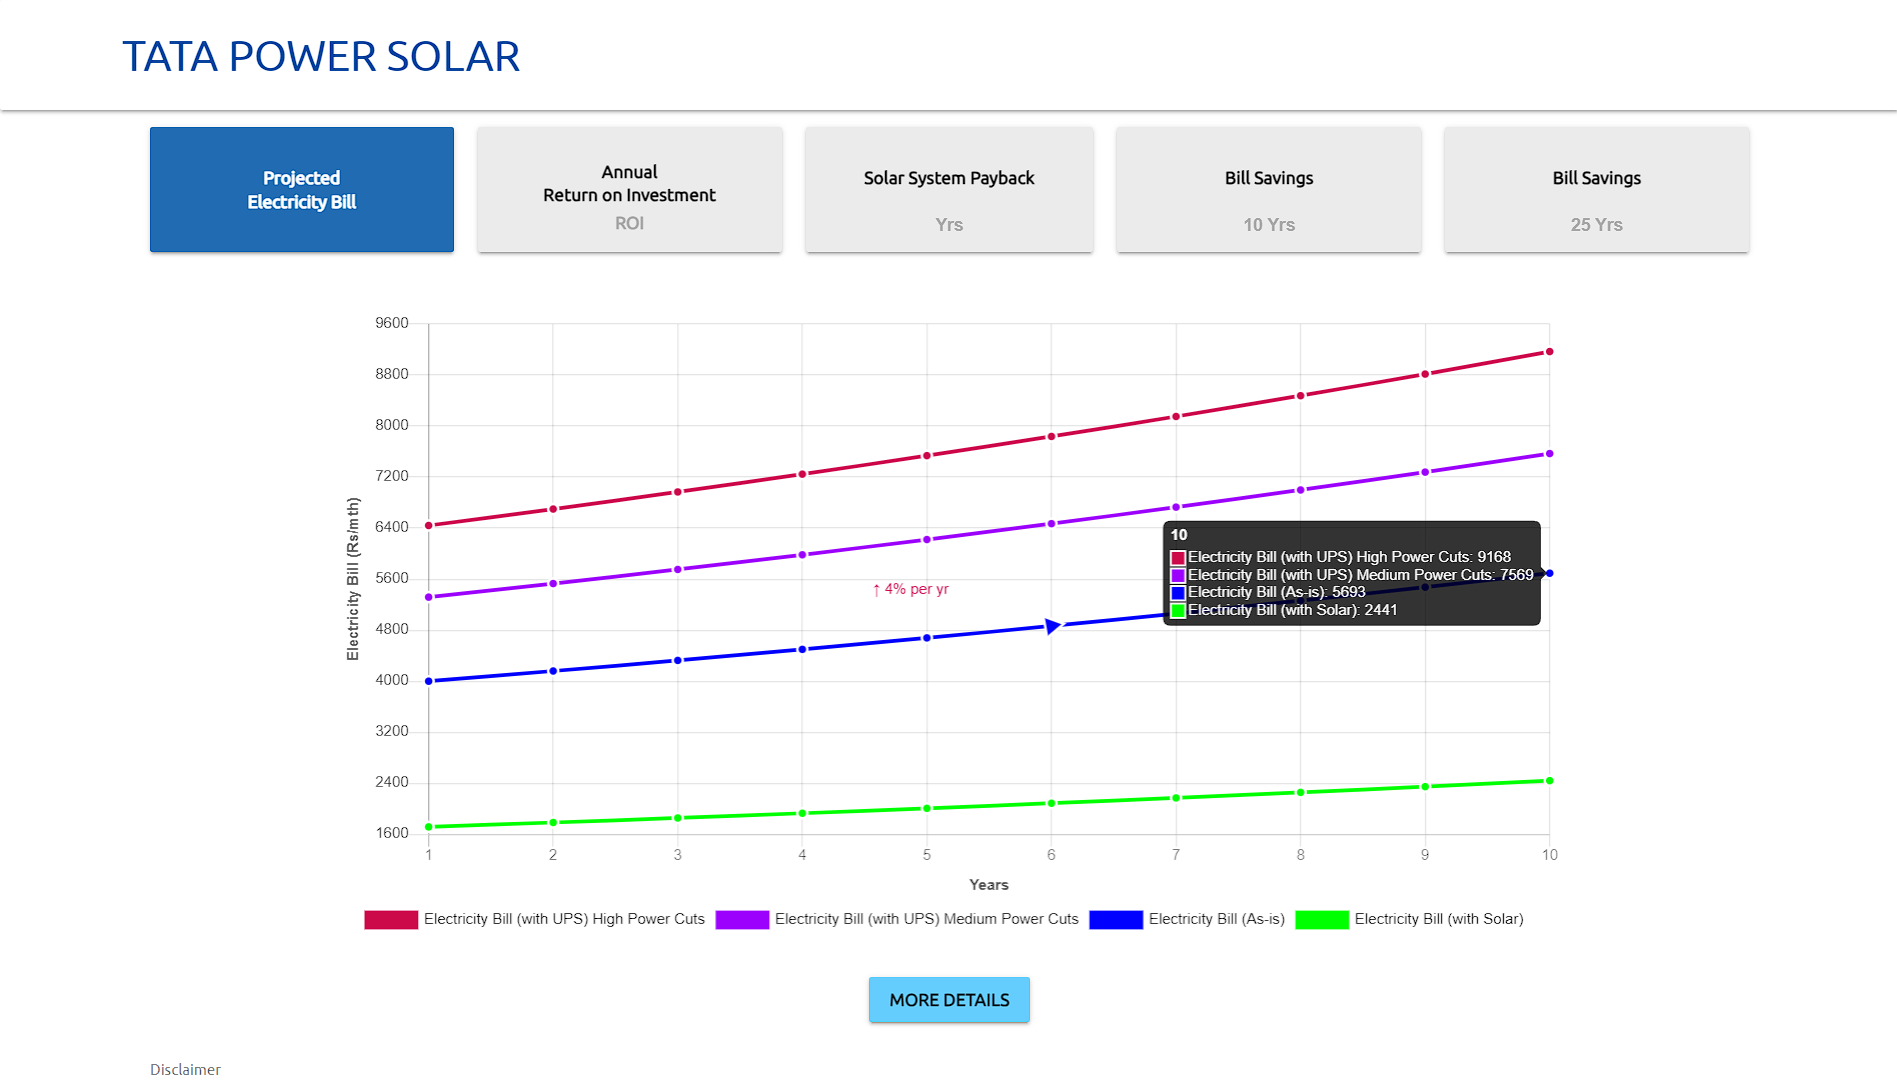 TATA POWER SOLAR
Projected
Electricity Bill
Annual
Return on Investment
ROI
Solar System Payback
Yrs
Bill Savings
10 Yrs
Bill Savings
25 Yrs
9600
8800
8000
7200
6400
5600
4800
4000
3200
2400
1600
Electricity Bill (Rs/mth)
↑ 4% per yr
10
Electricity Bill (with UPS) High Power Cuts: 9168
Electricity Bill (with UPS) Medium Power Cuts: 7569
Electricity Bill (As-is): 5693
Electricity Bill (with Solar): 2441
1 2 3 4 5 6 7 8 9 10
Years
Electricity Bill (with UPS) High Power Cuts Electricity Bill (with UPS) Medium Power Cuts Electricity Bill (As-is) Electricity Bill (with Solar)
MORE DETAILS
Disclaimer